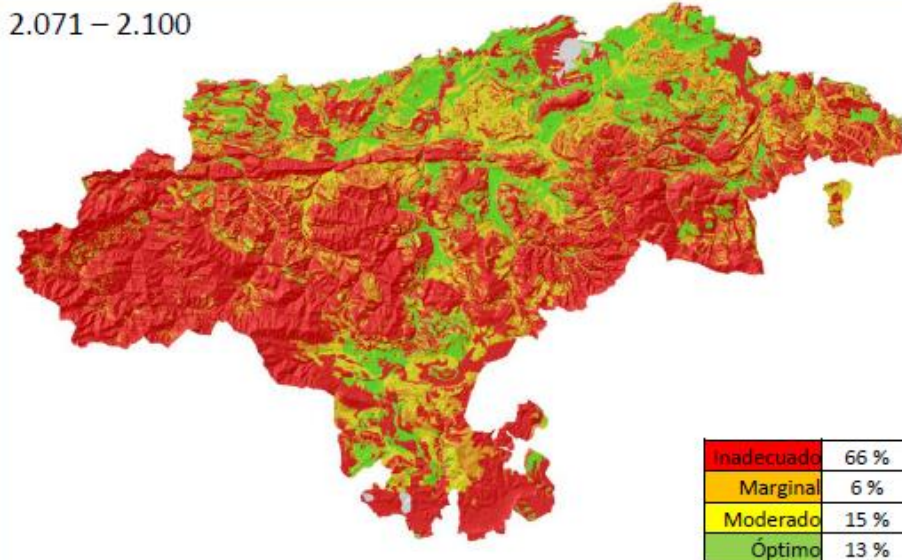 2.071 – 2.100
Inadecuado 66 %
Marginal 6 %
Moderado 15 %
Óptimo 13 %